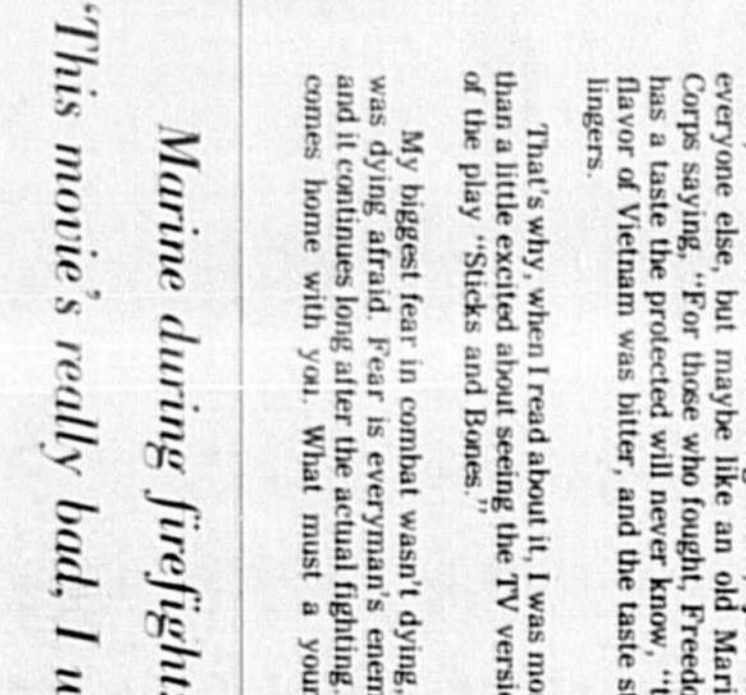 everyone else, but maybe like an old Mari
Corps saying, “For those who fought, Freedo
has a taste the protected will never know, “
flavor of Vietnam was bitter, and the taste s
lingers.
That's why, when I read about it, I was mo
than a little excited about seeing the TV versi
of the play “Sticks and Bones.”
My biggest fear in combat wasn't dying,
was dying afraid. Fear is everyman's enem
and it continues long after the actual fighting.
comes home with you. What must a your
Marine during firefight:
“This movie's really bad, I